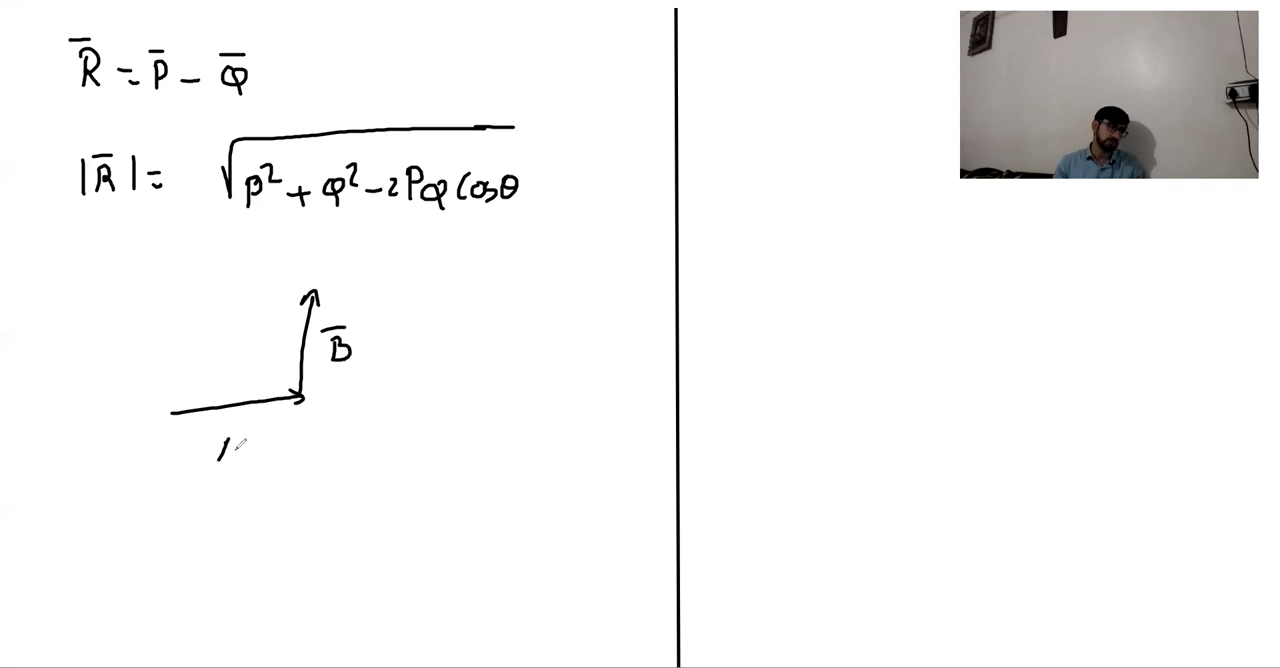 R̅ = P̅ - Q̅
|R̅| = √(P² + Q² - 2PQ Cosθ)
B̅